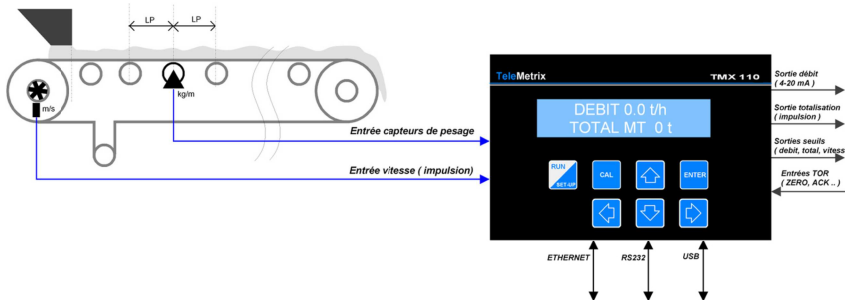 LP
LP
kg/m
m/s
Entrée capteurs de pesage
Entrée vitesse ( impulsion)
TeleMetrix
TMX 110
DEBIT 0.0 t/h
TOTAL MT 0 t
RUN
SET-UP
CAL
ENTER
Sortie débit
( 4-20 mA )
Sortie totalisation
( impulsion )
Sorties seuils
( debit, total, vitess
Entrées TOR
( ZERO, ACK .. )
ETHERNET
RS232
USB